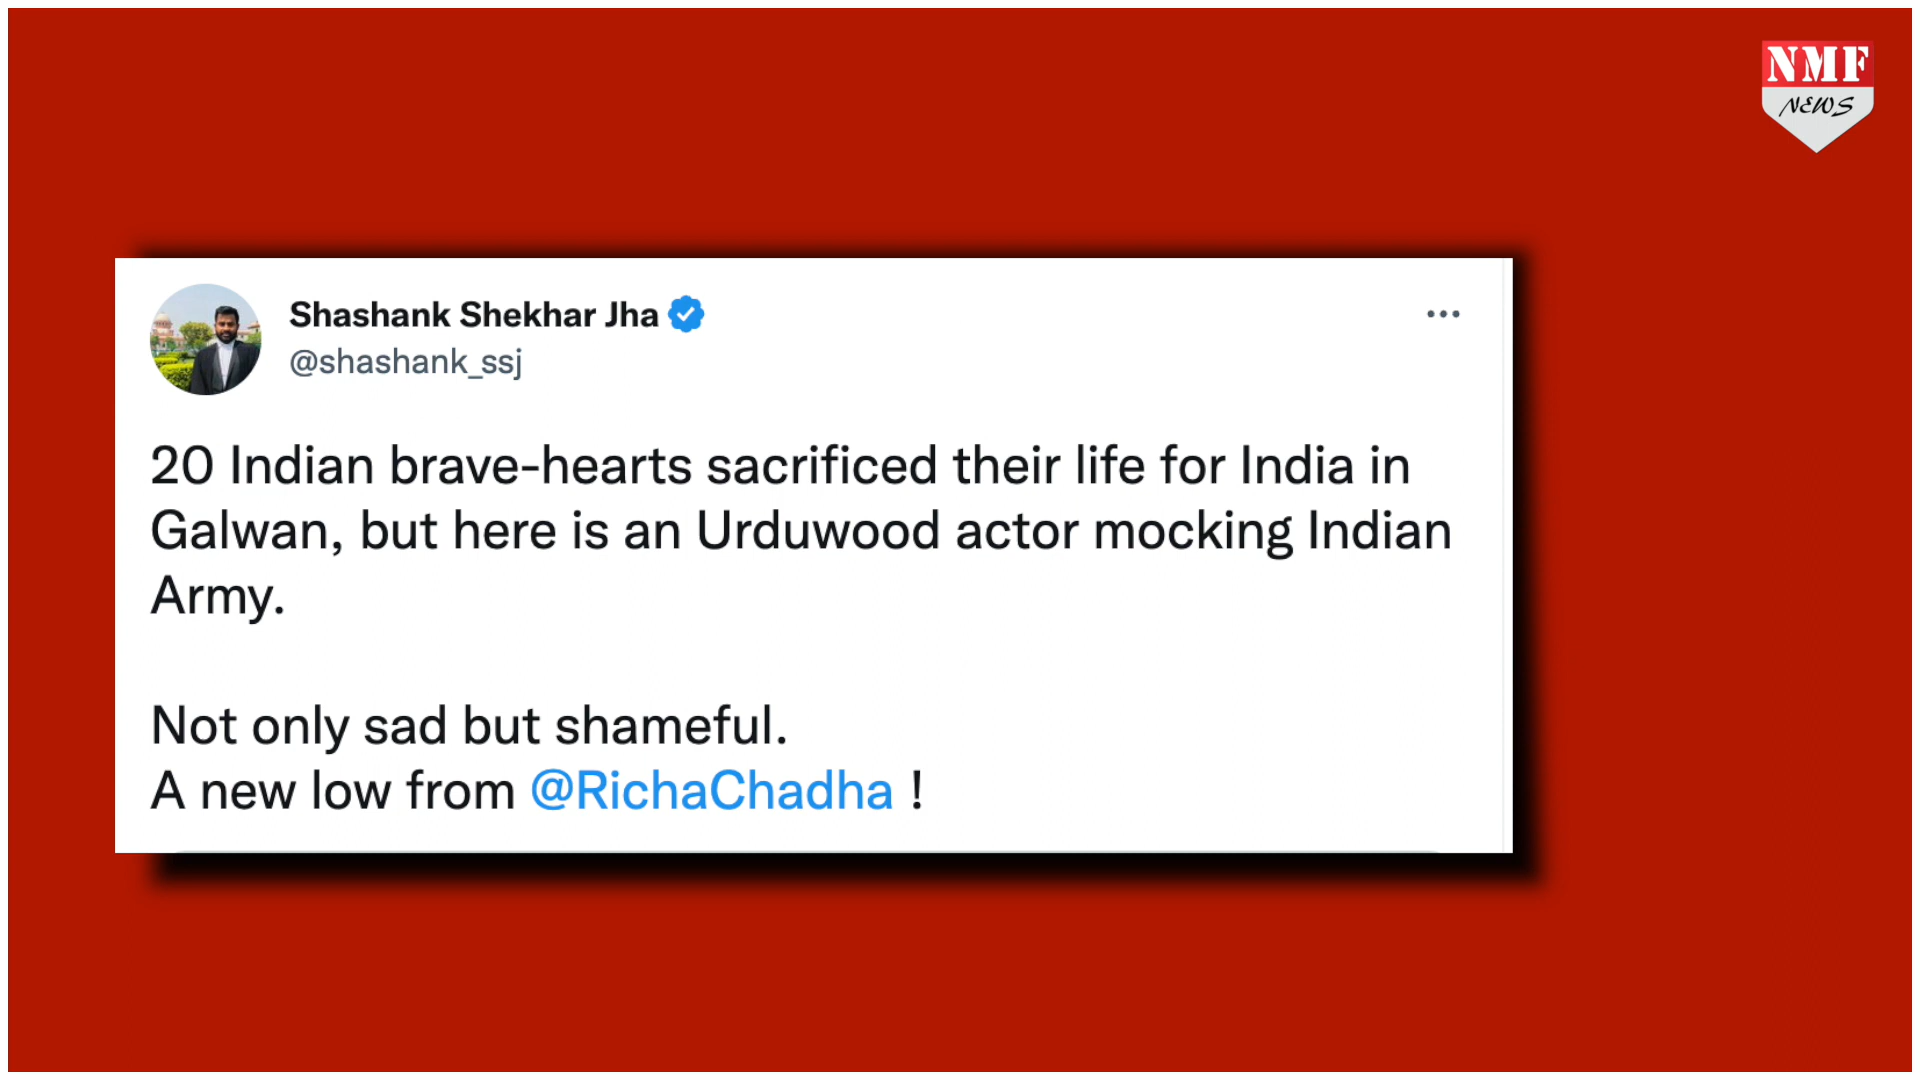 NMF
NEWS
Shashank Shekhar Jha
@shashank_ssj
20 Indian brave-hearts sacrificed their life for India in
Galwan, but here is an Urduwood actor mocking Indian
Army.
Not only sad but shameful.
A new low from @RichaChadha !